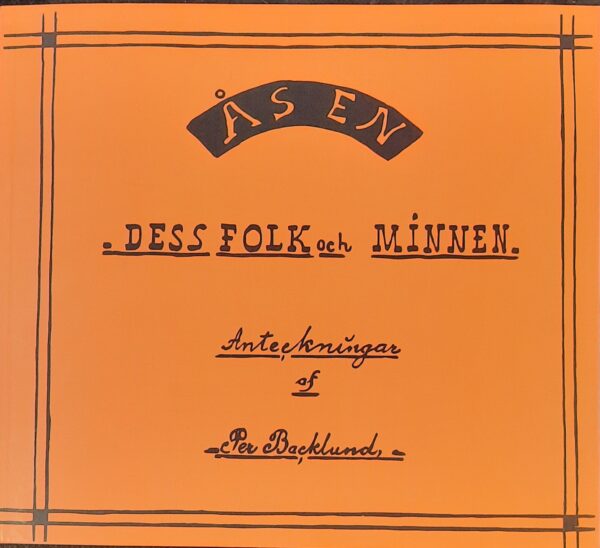 ÅSEN
DESS FOLK och MINNEN.
Anteckningar
af
Per Backlund,